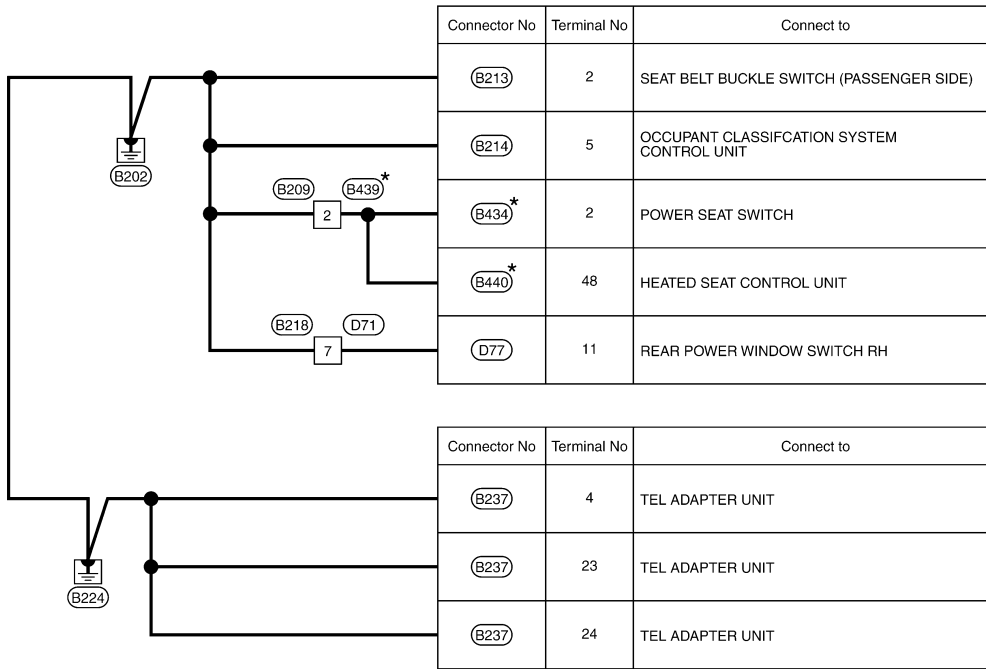 Connector No Terminal No Connect to
B213 2 SEAT BELT BUCKLE SWITCH (PASSENGER SIDE)
B202
B214 5 OCCUPANT CLASSIFCATION SYSTEM
CONTROL UNIT
B209 B439*
2
B434* 2 POWER SEAT SWITCH
B440* 48 HEATED SEAT CONTROL UNIT
B218 D71
7
D77 11 REAR POWER WINDOW SWITCH RH
Connector No Terminal No Connect to
B237 4 TEL ADAPTER UNIT
B224
B237 23 TEL ADAPTER UNIT
B237 24 TEL ADAPTER UNIT